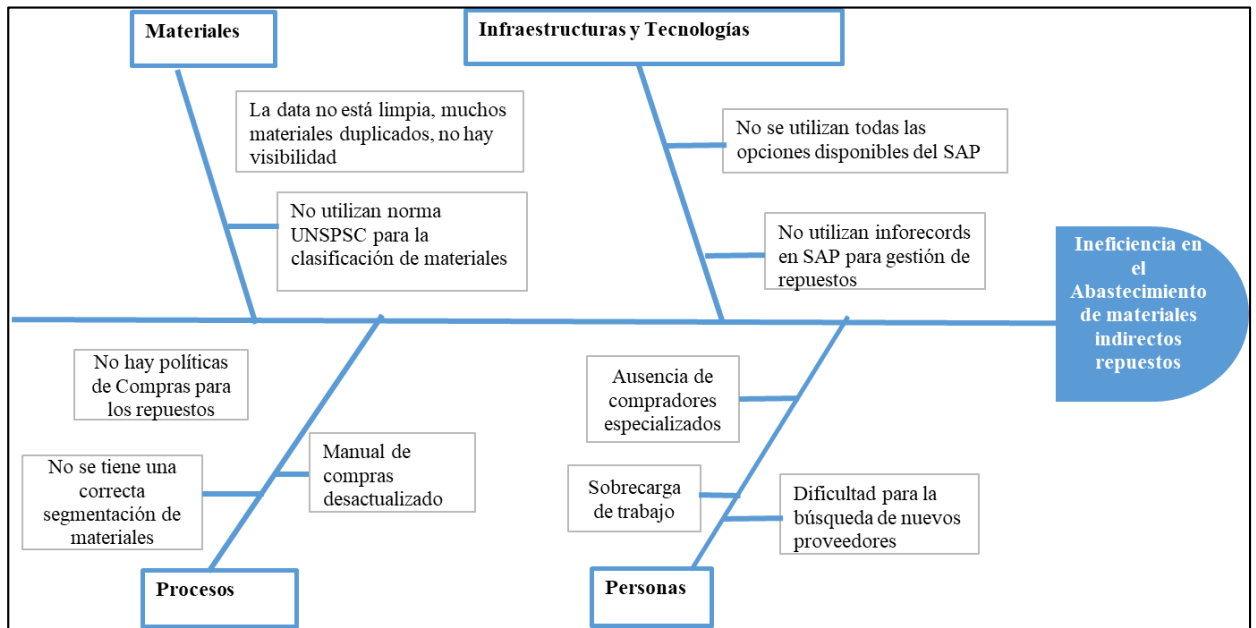 Materiales
Infraestructuras y Tecnologías
La data no está limpia, muchos
materiales duplicados, no hay
visibilidad
No se utilizan todas las
opciones disponibles del SAP
No utilizan norma
UNSPSC para la
clasificación de materiales
No utilizan inforecords
en SAP para gestión de
repuestos
Ineficiencia en
el
Abastecimiento
de materiales
indirectos
repuestos
No hay políticas
de Compras para
los repuestos
Ausencia de
compradores
especializados
No se tiene una
correcta
segmentación de
materiales
Manual de
compras
desactualizado
Sobrecarga
de trabajo
Dificultad para la
búsqueda de nuevos
proveedores
Procesos
Personas